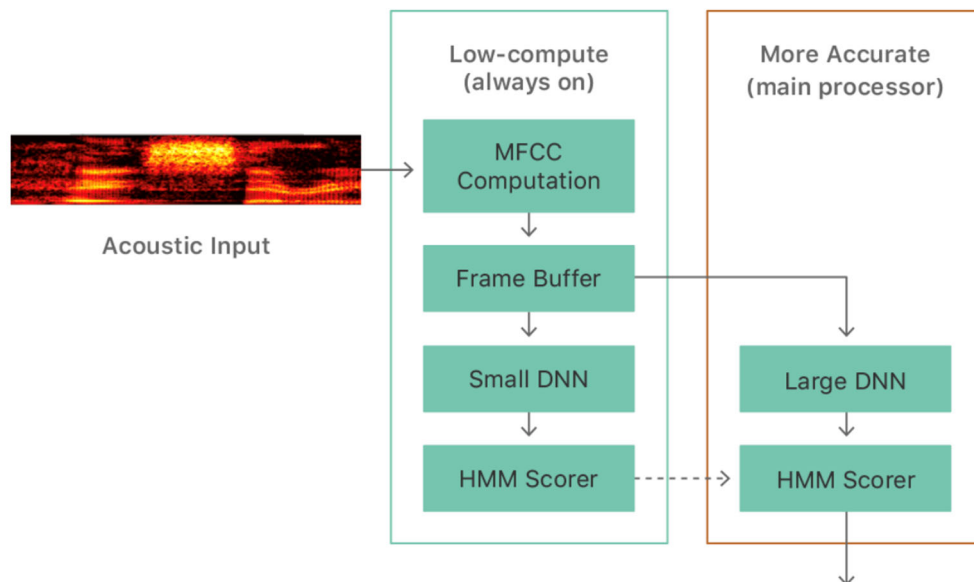 Low-compute
(always on)
More Accurate
(main processor)
MFCC
Computation
Acoustic Input
Frame Buffer
Small DNN
Large DNN
HMM Scorer
HMM Scorer